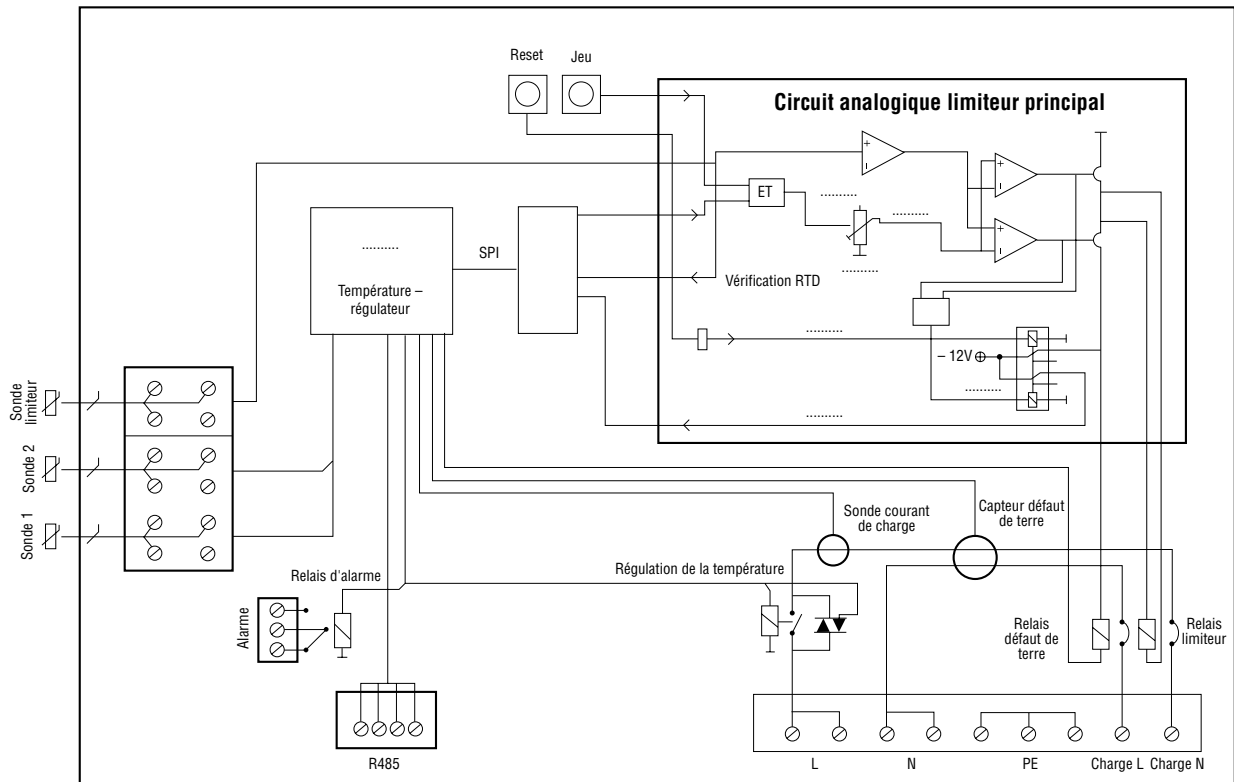 Reset
Jeu
Circuit analogique limiteur principal
+
-
+
-
ET
..........
..........
+
-
..........
SPI
..........
Vérification RTD
Température –
régulateur
..........
– 12V
..........
..........
Sonde
limiteur
Sonde 2
Sonde 1
Sonde courant
de charge
Capteur défaut
de terre
Relais d'alarme
Régulation de la température
Alarme
Relais
défaut de
terre
Relais
limiteur
R485
L
N
PE
Charge L
Charge N